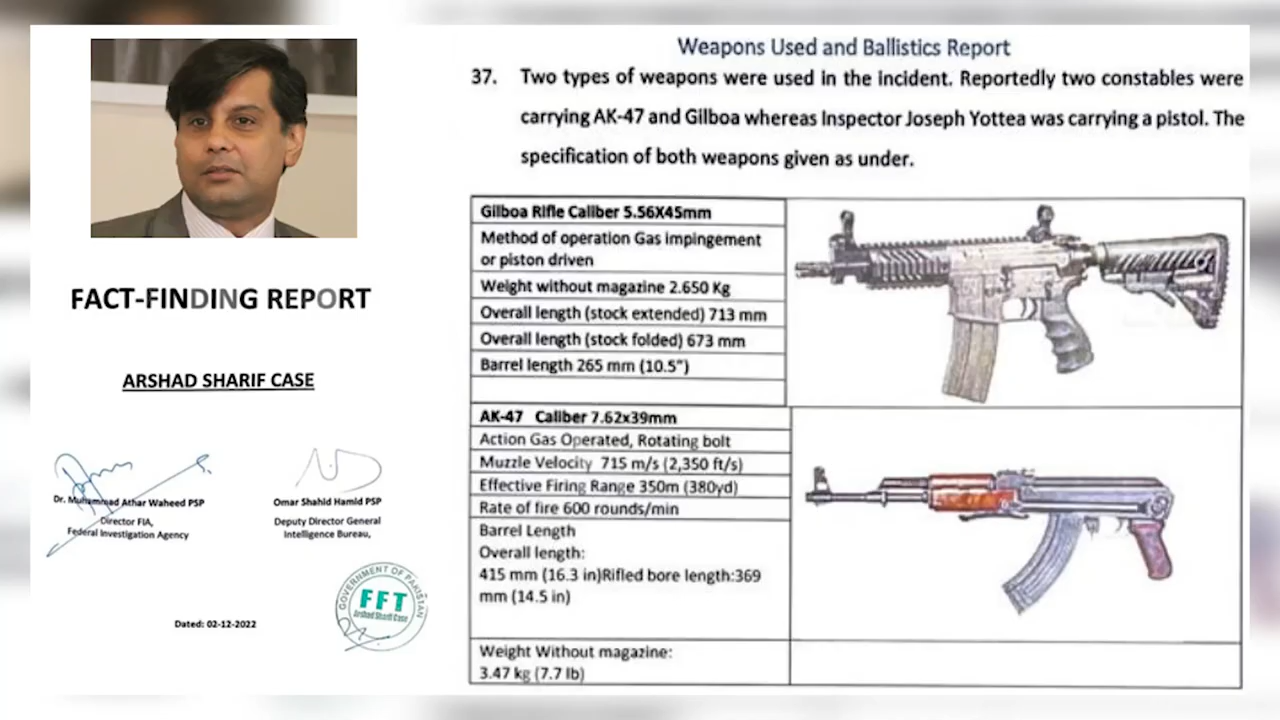 FACT-FINDING REPORT
ARSHAD SHARIF CASE
Dr. Muhammad Athar Waheed PSP
Director FIA,
Federal Investigation Agency
Omar Shahid Hamid PSP
Deputy Director General
Intelligence Bureau,
GOVERNMENT OF PAKISTAN
FFT
Arshad Sharif Case
Dated: 02-12-2022
Weapons Used and Ballistics Report
37. Two types of weapons were used in the incident. Reportedly two constables were
carrying AK-47 and Gilboa whereas Inspector Joseph Yottea was carrying a pistol. The
specification of both weapons given as under.
Gilboa Rifle Caliber 5.56X45mm
Method of operation Gas impingement
or piston driven
Weight without magazine 2.650 Kg
Overall length (stock extended) 713 mm
Overall length (stock folded) 673 mm
Barrel length 265 mm (10.5")
AK-47 Caliber 7.62x39mm
Action Gas Operated, Rotating bolt
Muzzle Velocity 715 m/s (2,350 ft/s)
Effective Firing Range 350m (380yd)
Rate of fire 600 rounds/min
Barrel Length
Overall length:
415 mm (16.3 in)Rifled bore length:369
mm (14.5 in)
Weight Without magazine:
3.47 kg (7.7 lb)